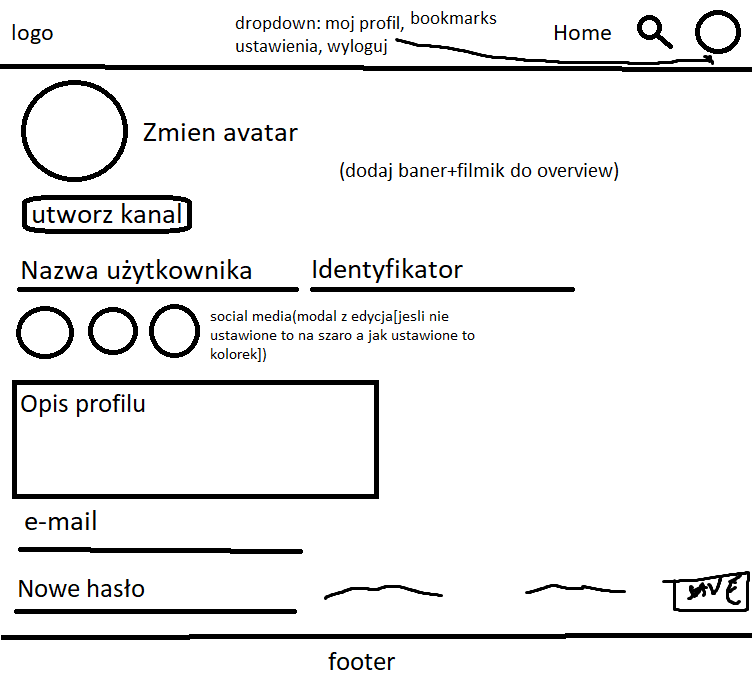 logo
dropdown: moj profil, bookmarks
ustawienia, wyloguj
Home
Zmien avatar
(dodaj baner+filmik do overview)
utworz kanal
Nazwa użytkownika
Identyfikator
social media(modal z edycja[jesli nie
ustawione to na szaro a jak ustawione to
kolorek])
Opis profilu
e-mail
Nowe hasło
SAVE
footer